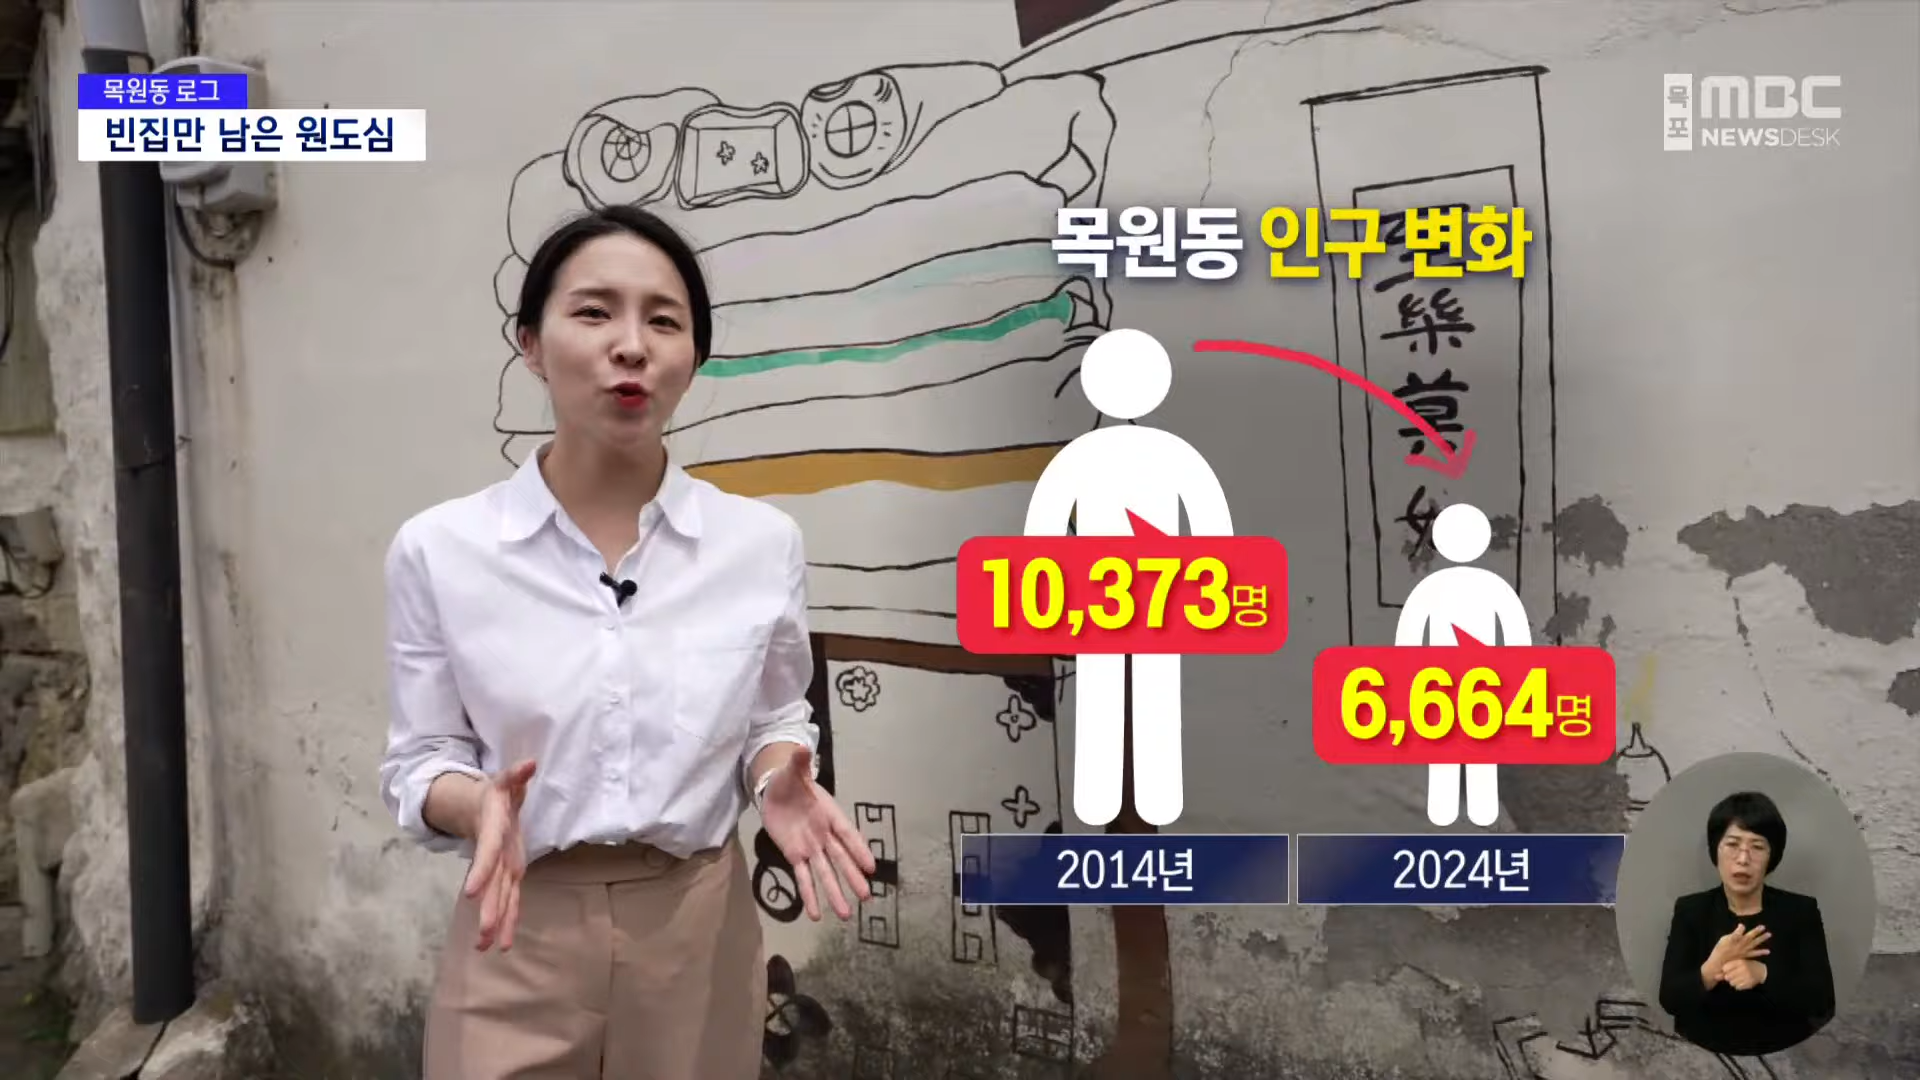 목원동 로그
빈집만 남은 원도심
목포
MBC
NEWSDESK
목원동 인구 변화
樂
10,373명
6,664명
2014년
2024년